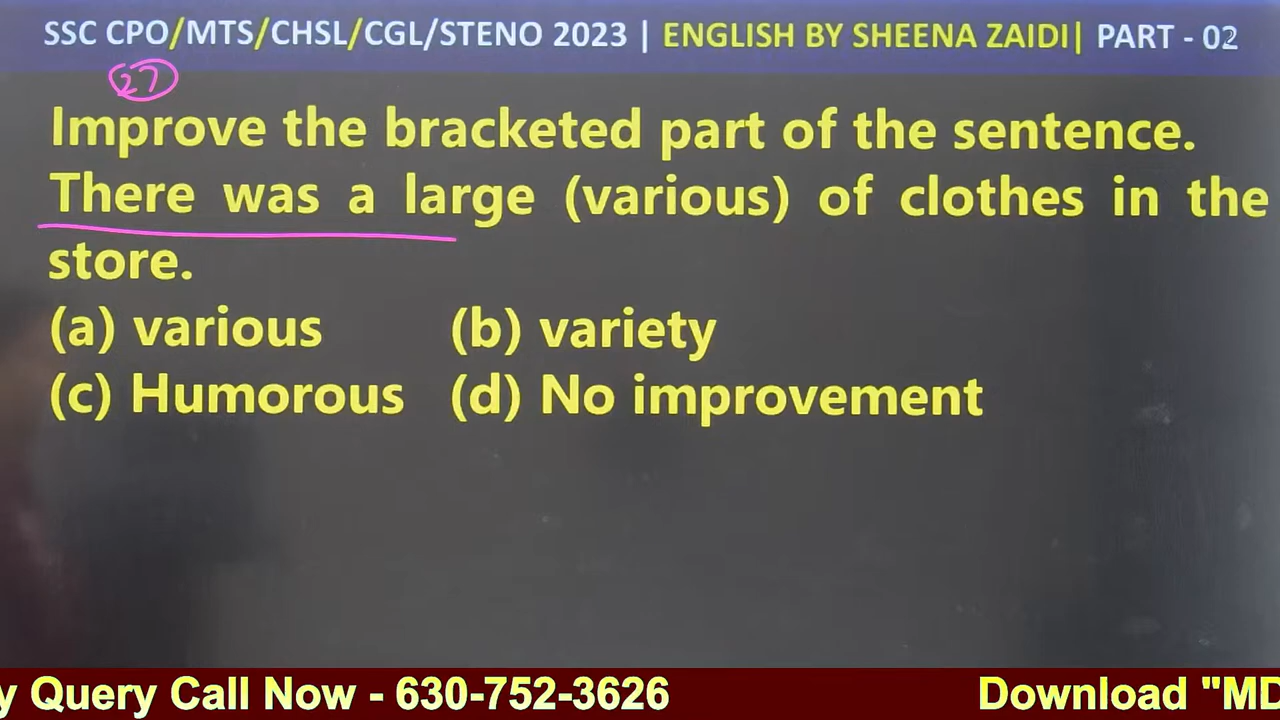 SSC CPO/MTS/CHSL/CGL/STENO 2023 | ENGLISH BY SHEENA ZAIDI| PART - 02
27
Improve the bracketed part of the sentence.
There was a large (various) of clothes in the
store.
(a) various (b) variety
(c) Humorous (d) No improvement
y Query Call Now - 630-752-3626 Download "MD